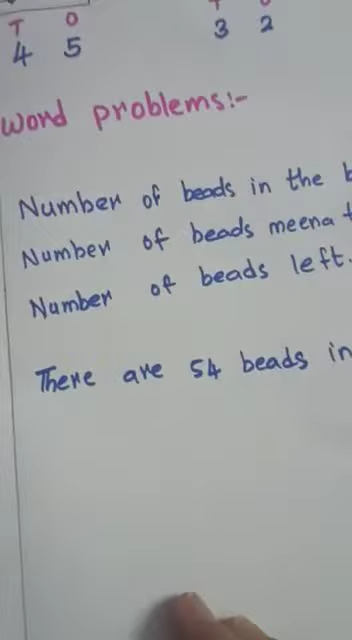 T O T O
4 5 3 2
Word problems:-
Number of beads in the
Number of beads meena
Number of beads left.
There are 54 beads in